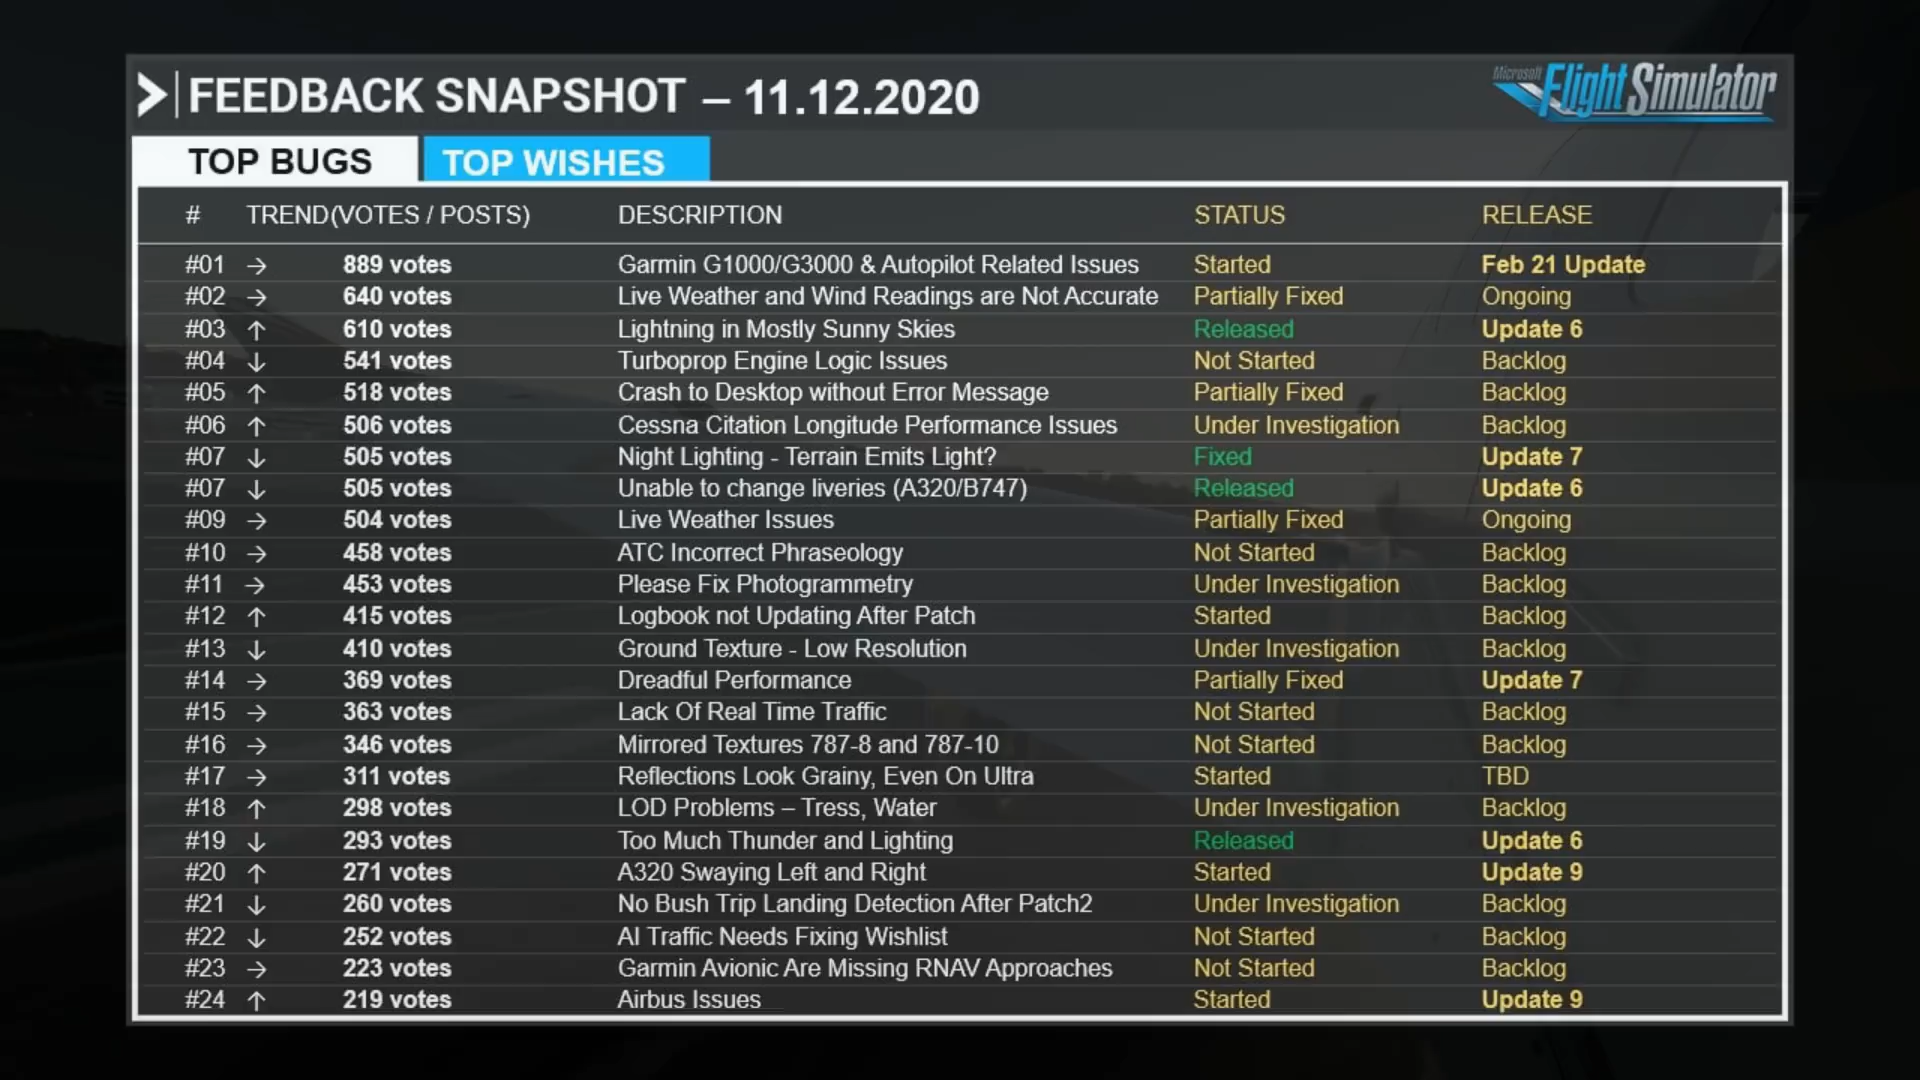 FEEDBACK SNAPSHOT – 11.12.2020
Microsoft Flight Simulator
TOP BUGS TOP WISHES
# TREND(VOTES / POSTS) DESCRIPTION STATUS RELEASE
#01 → 889 votes Garmin G1000/G3000 & Autopilot Related Issues Started Feb 21 Update
#02 → 640 votes Live Weather and Wind Readings are Not Accurate Partially Fixed Ongoing
#03 ↑ 610 votes Lightning in Mostly Sunny Skies Released Update 6
#04 ↓ 541 votes Turboprop Engine Logic Issues Not Started Backlog
#05 ↑ 518 votes Crash to Desktop without Error Message Partially Fixed Backlog
#06 ↑ 506 votes Cessna Citation Longitude Performance Issues Under Investigation Backlog
#07 ↓ 505 votes Night Lighting - Terrain Emits Light? Fixed Update 7
#07 ↓ 505 votes Unable to change liveries (A320/B747) Released Update 6
#09 → 504 votes Live Weather Issues Partially Fixed Ongoing
#10 → 458 votes ATC Incorrect Phraseology Not Started Backlog
#11 → 453 votes Please Fix Photogrammetry Under Investigation Backlog
#12 ↑ 415 votes Logbook not Updating After Patch Started Backlog
#13 ↓ 410 votes Ground Texture - Low Resolution Under Investigation Backlog
#14 → 369 votes Dreadful Performance Partially Fixed Update 7
#15 → 363 votes Lack Of Real Time Traffic Not Started Backlog
#16 → 346 votes Mirrored Textures 787-8 and 787-10 Not Started Backlog
#17 → 311 votes Reflections Look Grainy, Even On Ultra Started TBD
#18 ↑ 298 votes LOD Problems – Tress, Water Under Investigation Backlog
#19 ↓ 293 votes Too Much Thunder and Lighting Released Update 6
#20 ↑ 271 votes A320 Swaying Left and Right Started Update 9
#21 ↓ 260 votes No Bush Trip Landing Detection After Patch2 Under Investigation Backlog
#22 ↓ 252 votes AI Traffic Needs Fixing Wishlist Not Started Backlog
#23 → 223 votes Garmin Avionic Are Missing RNAV Approaches Not Started Backlog
#24 ↑ 219 votes Airbus Issues Started Update 9